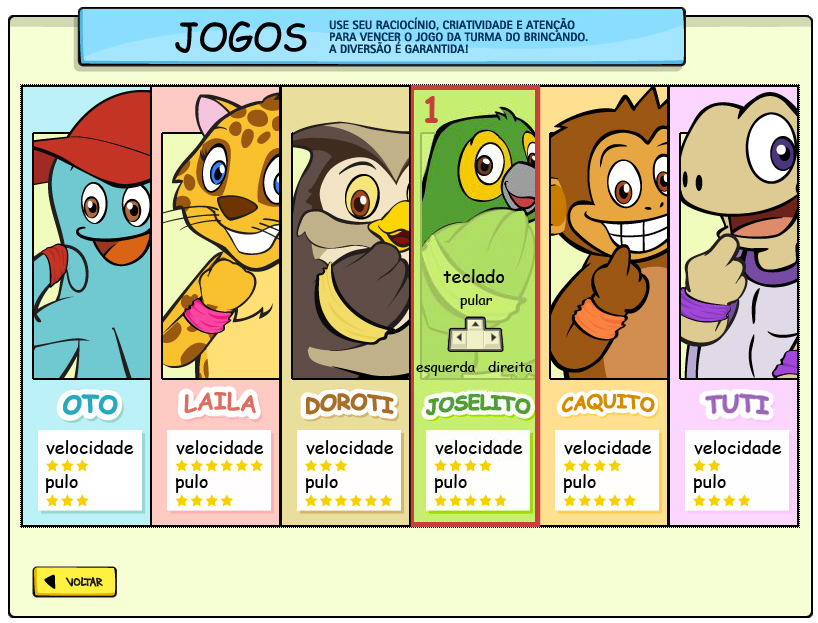 JOGOS
USE SEU RACIOCÍNIO, CRIATIVIDADE E ATENÇÃO
PARA VENCER O JOGO DA TURMA DO BRINCANDO.
A DIVERSÃO É GARANTIDA!
1
teclado
pular
esquerda direita
OTO
velocidade
pulo
LAILA
velocidade
pulo
DOROTI
velocidade
pulo
JOSELITO
velocidade
pulo
CAQUITO
velocidade
pulo
TUTI
velocidade
pulo
VOLTAR